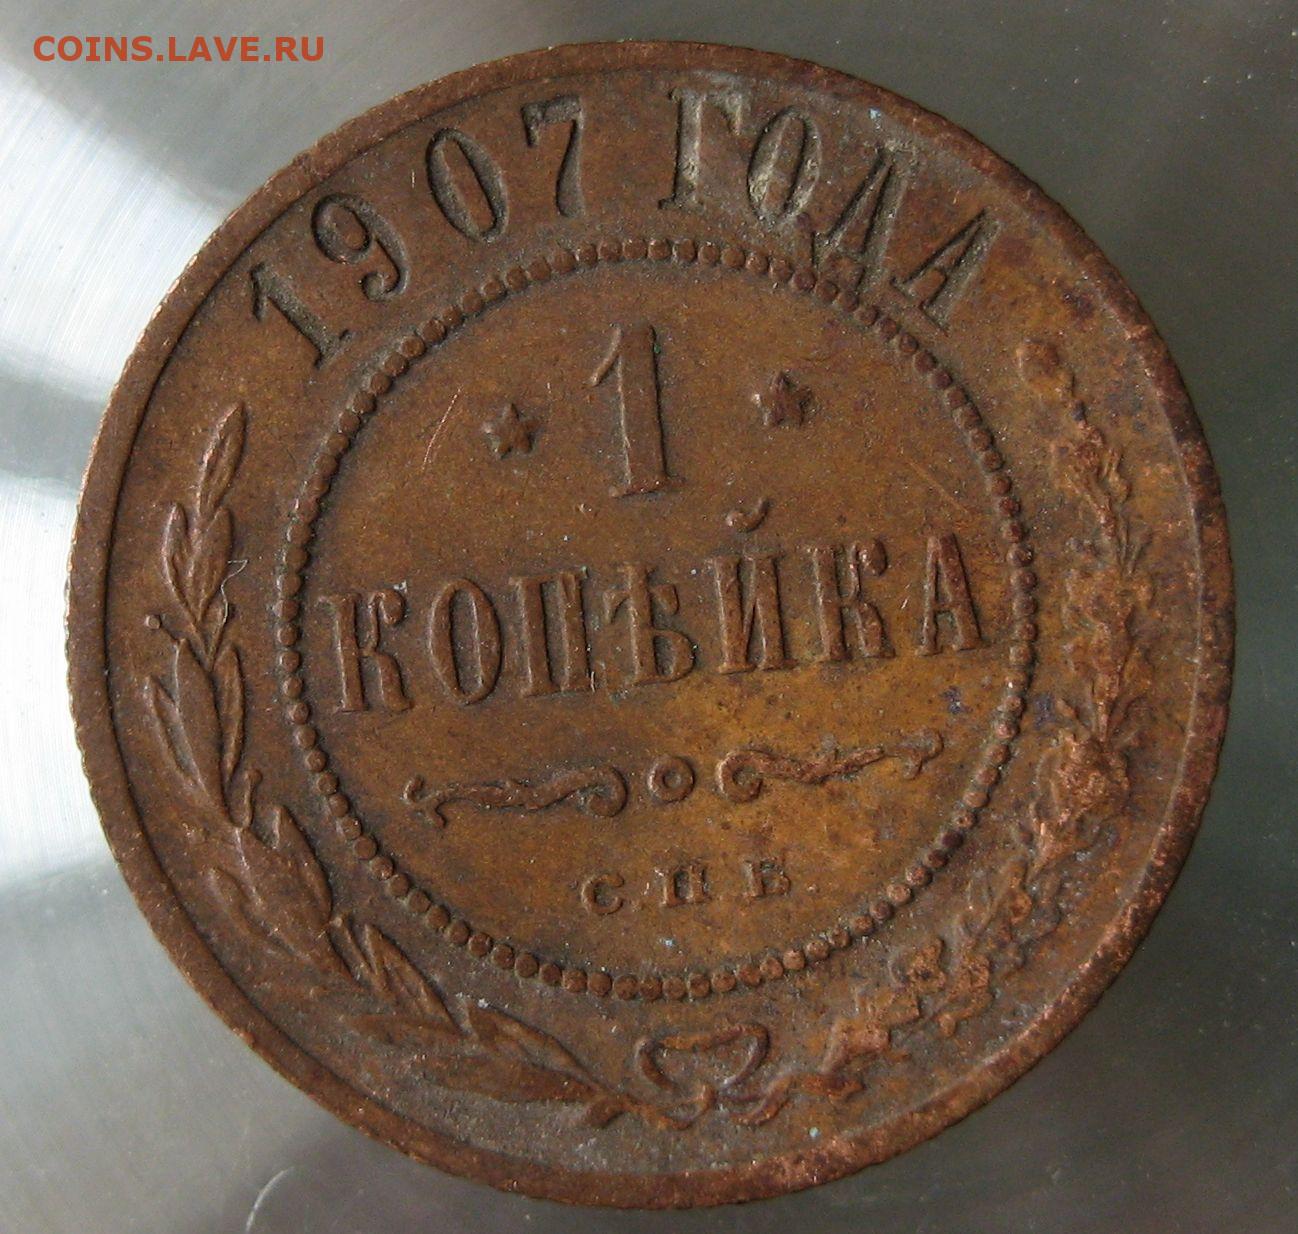 COINS.LAVE.RU
1907 ГОДА
* 1 *
КОПѢЙКА
С.П.Б.